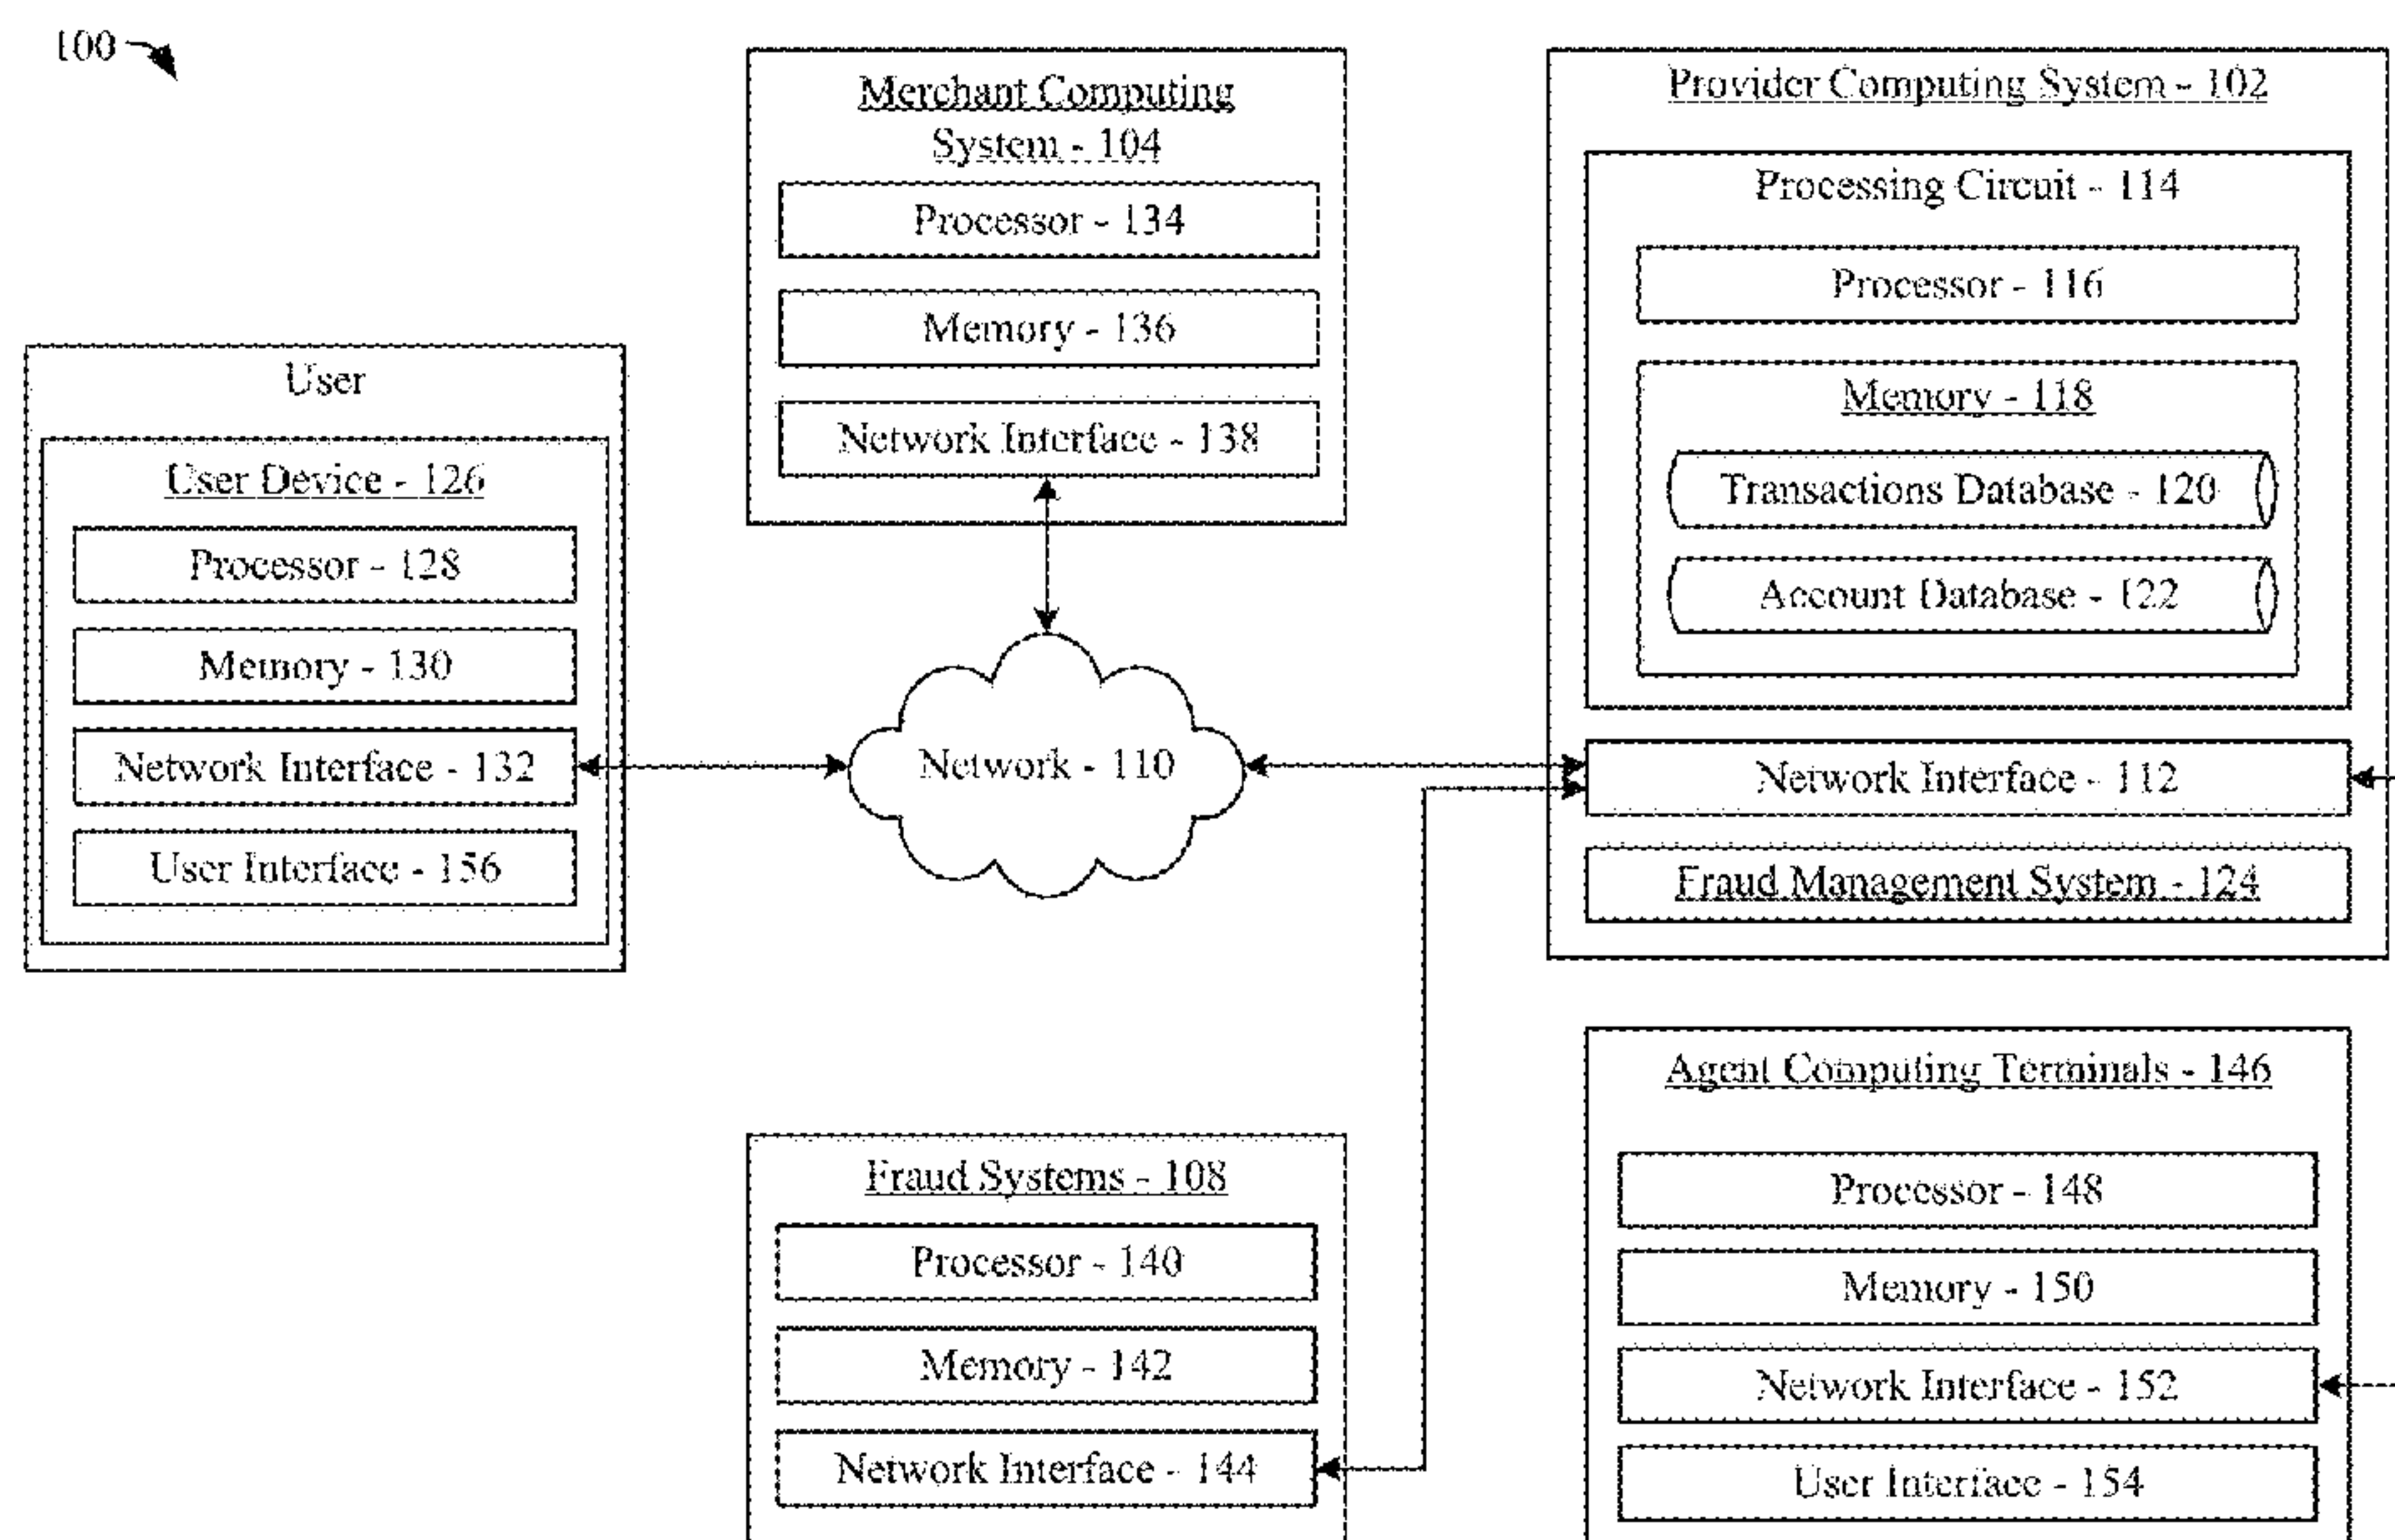 100
Merchant Computing
System - 104
Processor - 134
Memory - 136
Network Interface - 138
Provider Computing System - 102
Processing Circuit - 114
Processor - 116
Memory - 118
Transactions Database - 120
Account Database - 122
Network Interface - 112
Fraud Management System - 124
User
User Device - 126
Processor - 128
Memory - 130
Network Interface - 132
User Interface - 156
Network - 110
Fraud Systems - 108
Processor - 140
Memory - 142
Network Interface - 144
Agent Computing Terminals - 146
Processor - 148
Memory - 150
Network Interface - 152
User Interface - 154